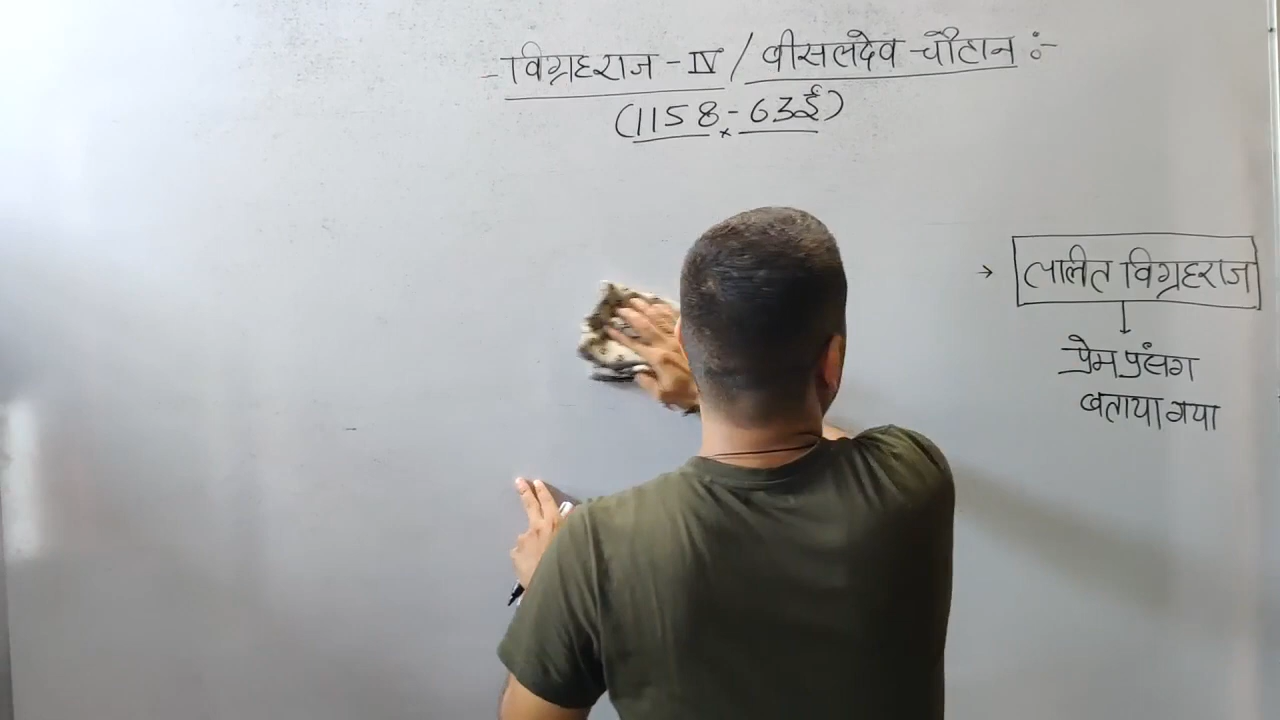 - विग्रहराज - IV / बीसलदेव चौहान :-
(1158 - 63ई)
→ ललित विग्रहराज
प्रेम प्रसंग
बताया गया